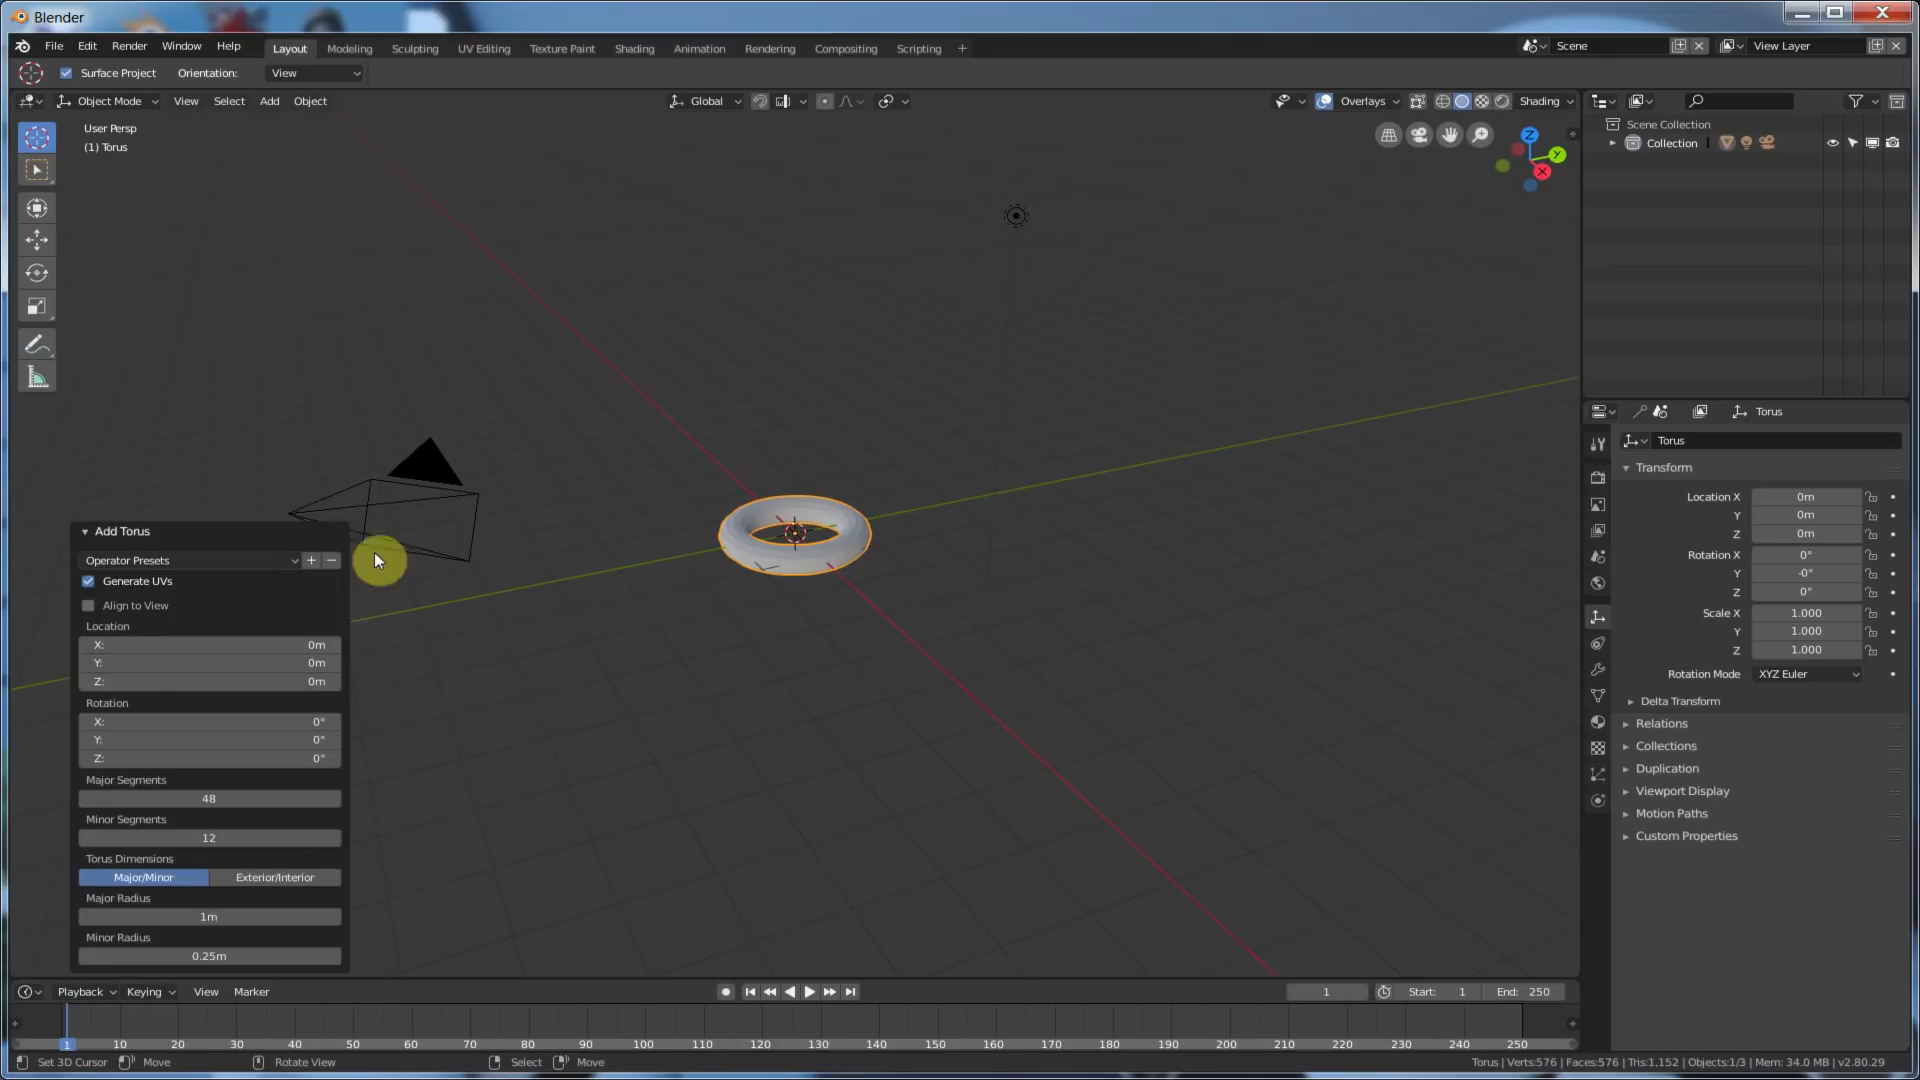 Blender
File Edit Render Window Help
Layout Modeling Sculpting UV Editing Texture Paint Shading Animation Rendering Compositing Scripting +
Scene
View Layer
Surface Project Orientation: View
Object Mode View Select Add Object
Global
Overlays
Shading
User Persp
(1) Torus
Z
Y
X
Scene Collection
Collection
Torus
Torus
Transform
Location X 0m
Y 0m
Z 0m
Rotation X 0°
Y -0°
Z 0°
Scale X 1.000
Y 1.000
Z 1.000
Rotation Mode XYZ Euler
Delta Transform
Relations
Collections
Duplication
Viewport Display
Motion Paths
Custom Properties
Add Torus
Operator Presets + −
Generate UVs
Align to View
Location
X: 0m
Y: 0m
Z: 0m
Rotation
X: 0°
Y: 0°
Z: 0°
Major Segments
48
Minor Segments
12
Torus Dimensions
Major/Minor Exterior/Interior
Major Radius
1m
Minor Radius
0.25m
Playback Keying View Marker
1
Start: 1 End: 250
1 10 20 30 40 50 60 70 80 90 100 110 120 130 140 150 160 170 180 190 200 210 220 230 240 250
Set 3D Cursor Move Rotate View Select Move
Torus | Verts:576 | Faces:576 | Tris:1,152 | Objects:1/3 | Mem: 34.0 MB | v2.80.29